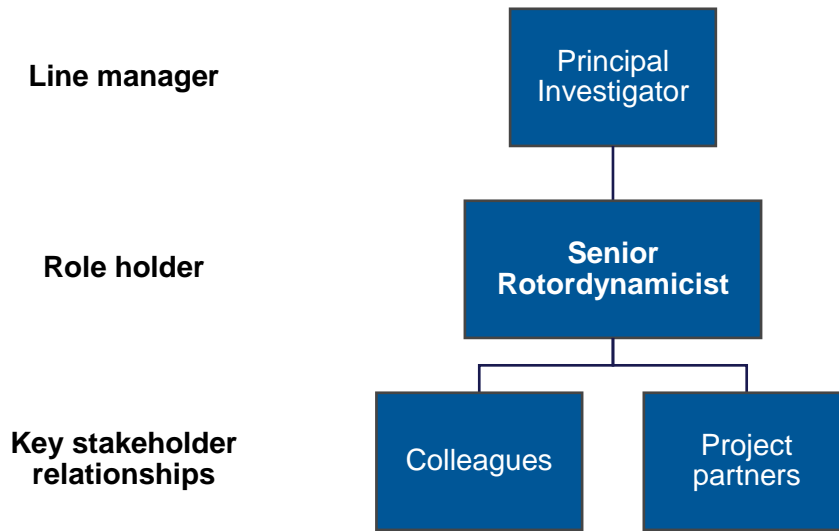 Line manager
Principal
Investigator
Role holder
Senior
Rotordynamicist
Key stakeholder
relationships
Colleagues
Project
partners